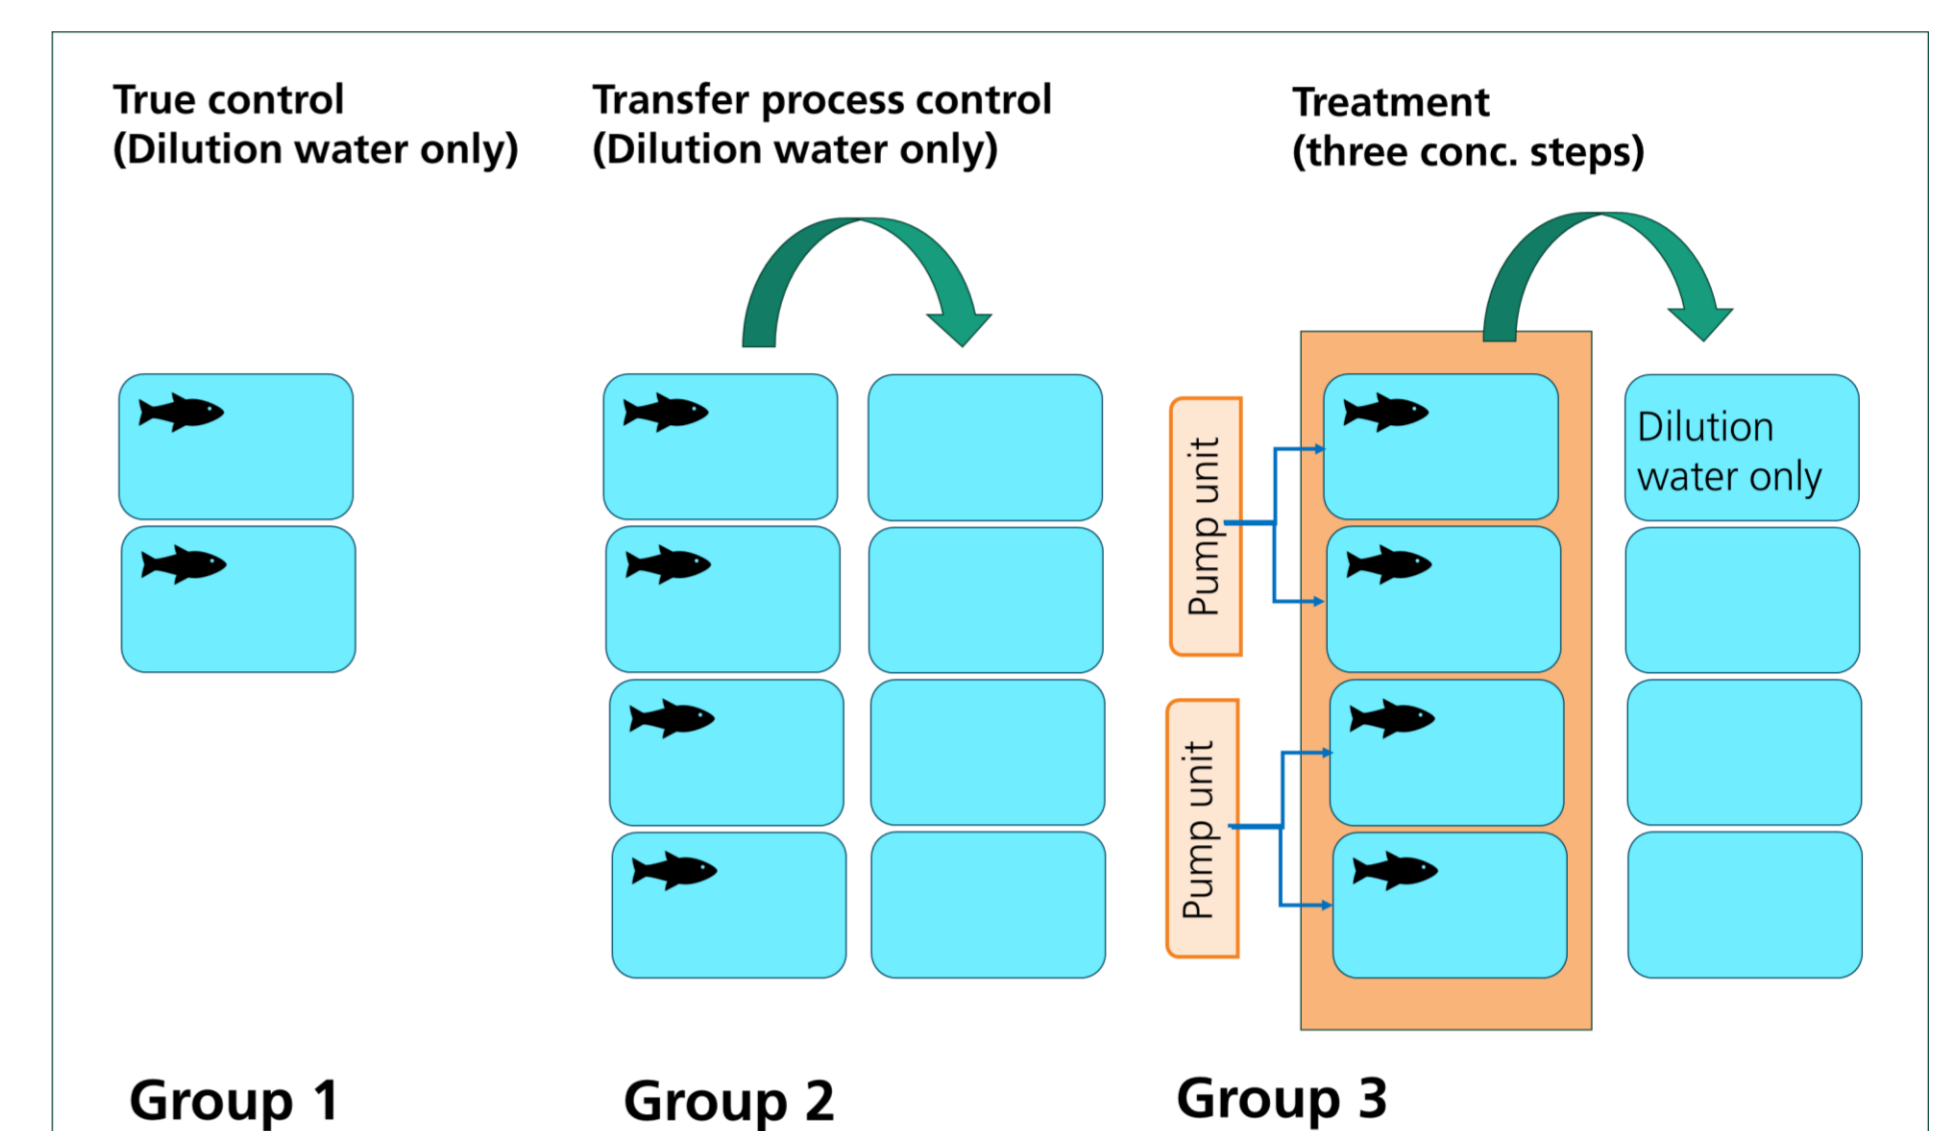 True control
(Dilution water only)
Transfer process control
(Dilution water only)
Treatment
(three conc. steps)
Pump unit
Pump unit
Dilution
water only
Group 1
Group 2
Group 3